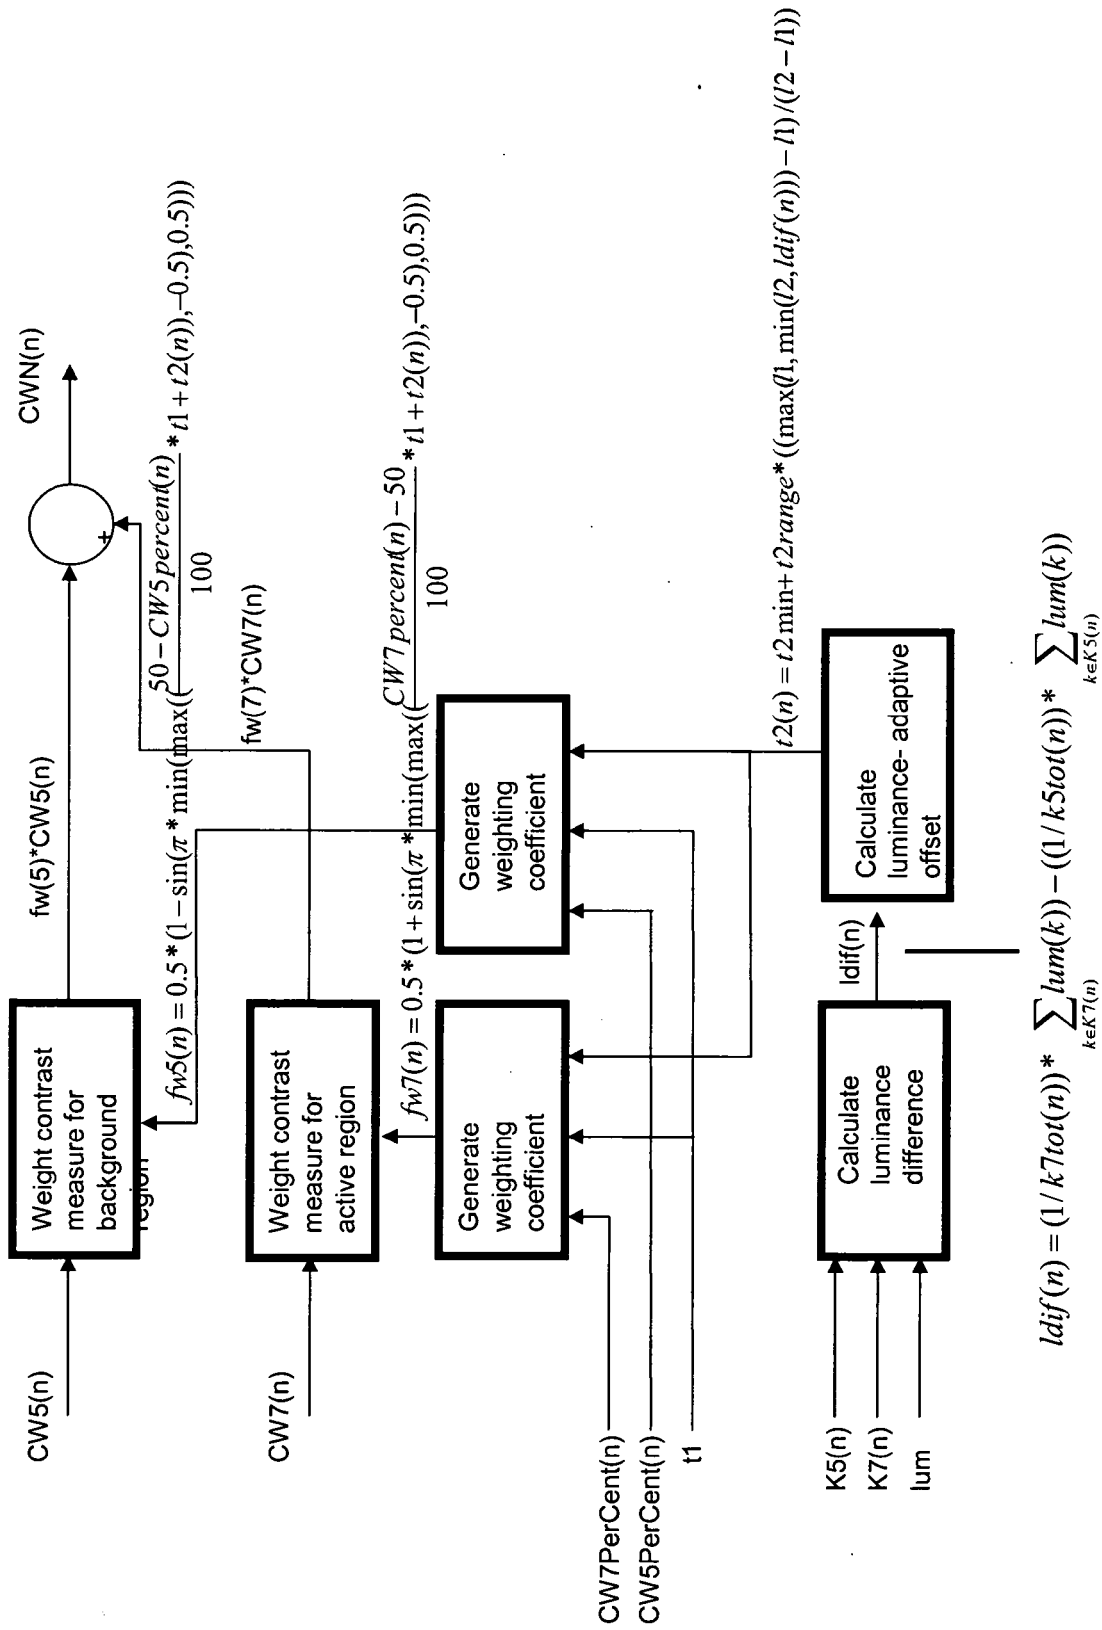 CWN(n)
CW5(n)
Weight contrast
measure for
background
region
fw(5)*CW5(n)
+
fw5(n) = 0.5*(1−sin(π*min(max((50−CW5percent(n)/100*t1+t2(n)),−0.5),0.5)))
CW7(n)
Weight contrast
measure for
active region
fw(7)*CW7(n)
fw7(n) = 0.5*(1+sin(π*min(max((CW7percent(n)−50/100*t1+t2(n)),−0.5),0.5)))
Generate
weighting
coefficient
Generate
weighting
coefficient
CW7PerCent(n)
CW5PerCent(n)
t1
t2(n) = t2min+t2range*((max(l1,min(l2,ldif(n)))−l1)/(l2−l1))
K5(n)
K7(n)
lum
Calculate
luminance
difference
ldif(n)
Calculate
luminance- adaptive
offset
ldif(n) = (1/k7tot(n))* ∑ k∈K7(n) lum(k))−((1/k5tot(n))* ∑ k∈K5(n) lum(k))